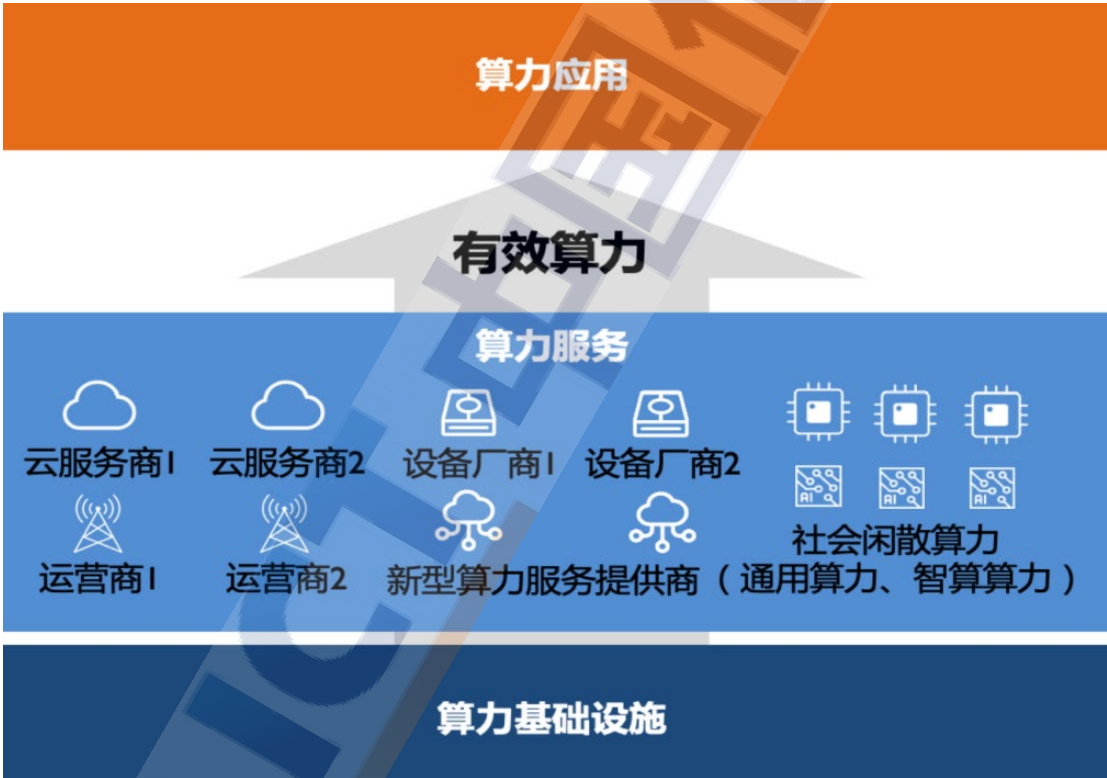 算力应用
有效算力
算力服务
云服务商1 云服务商2 设备厂商1 设备厂商2
运营商1 运营商2 新型算力服务提供商
AI AI AI
社会闲散算力
(通用算力、智算算力)
算力基础设施